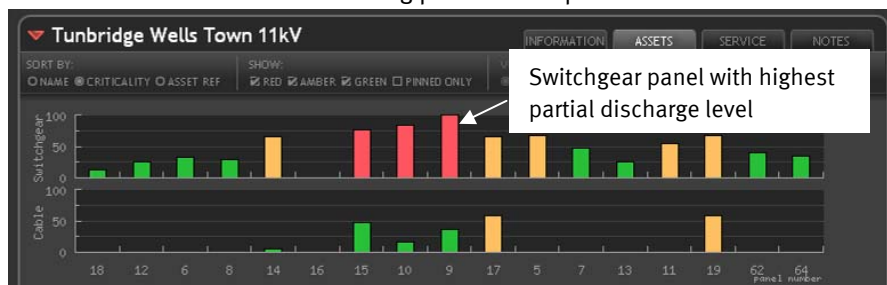 Tunbridge Wells Town 11kV
INFORMATION ASSETS SERVICE NOTES
SORT BY:
NAME CRITICALITY ASSET REF
SHOW:
RED AMBER GREEN PINNED ONLY
Switchgear panel with highest
partial discharge level
Switchgear
100
50
0
Cable
100
50
0
18 12 6 8 14 16 15 10 9 17 5 7 13 11 19 62 64
panel number